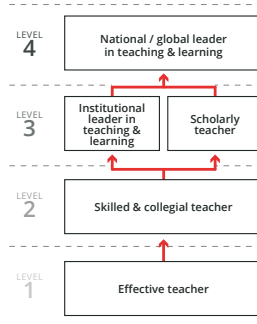 LEVEL
4
National / global leader
in teaching & learning
LEVEL
3
Institutional
leader in
teaching &
learning
Scholarly
teacher
LEVEL
2
Skilled & collegial teacher
LEVEL
1
Effective teacher